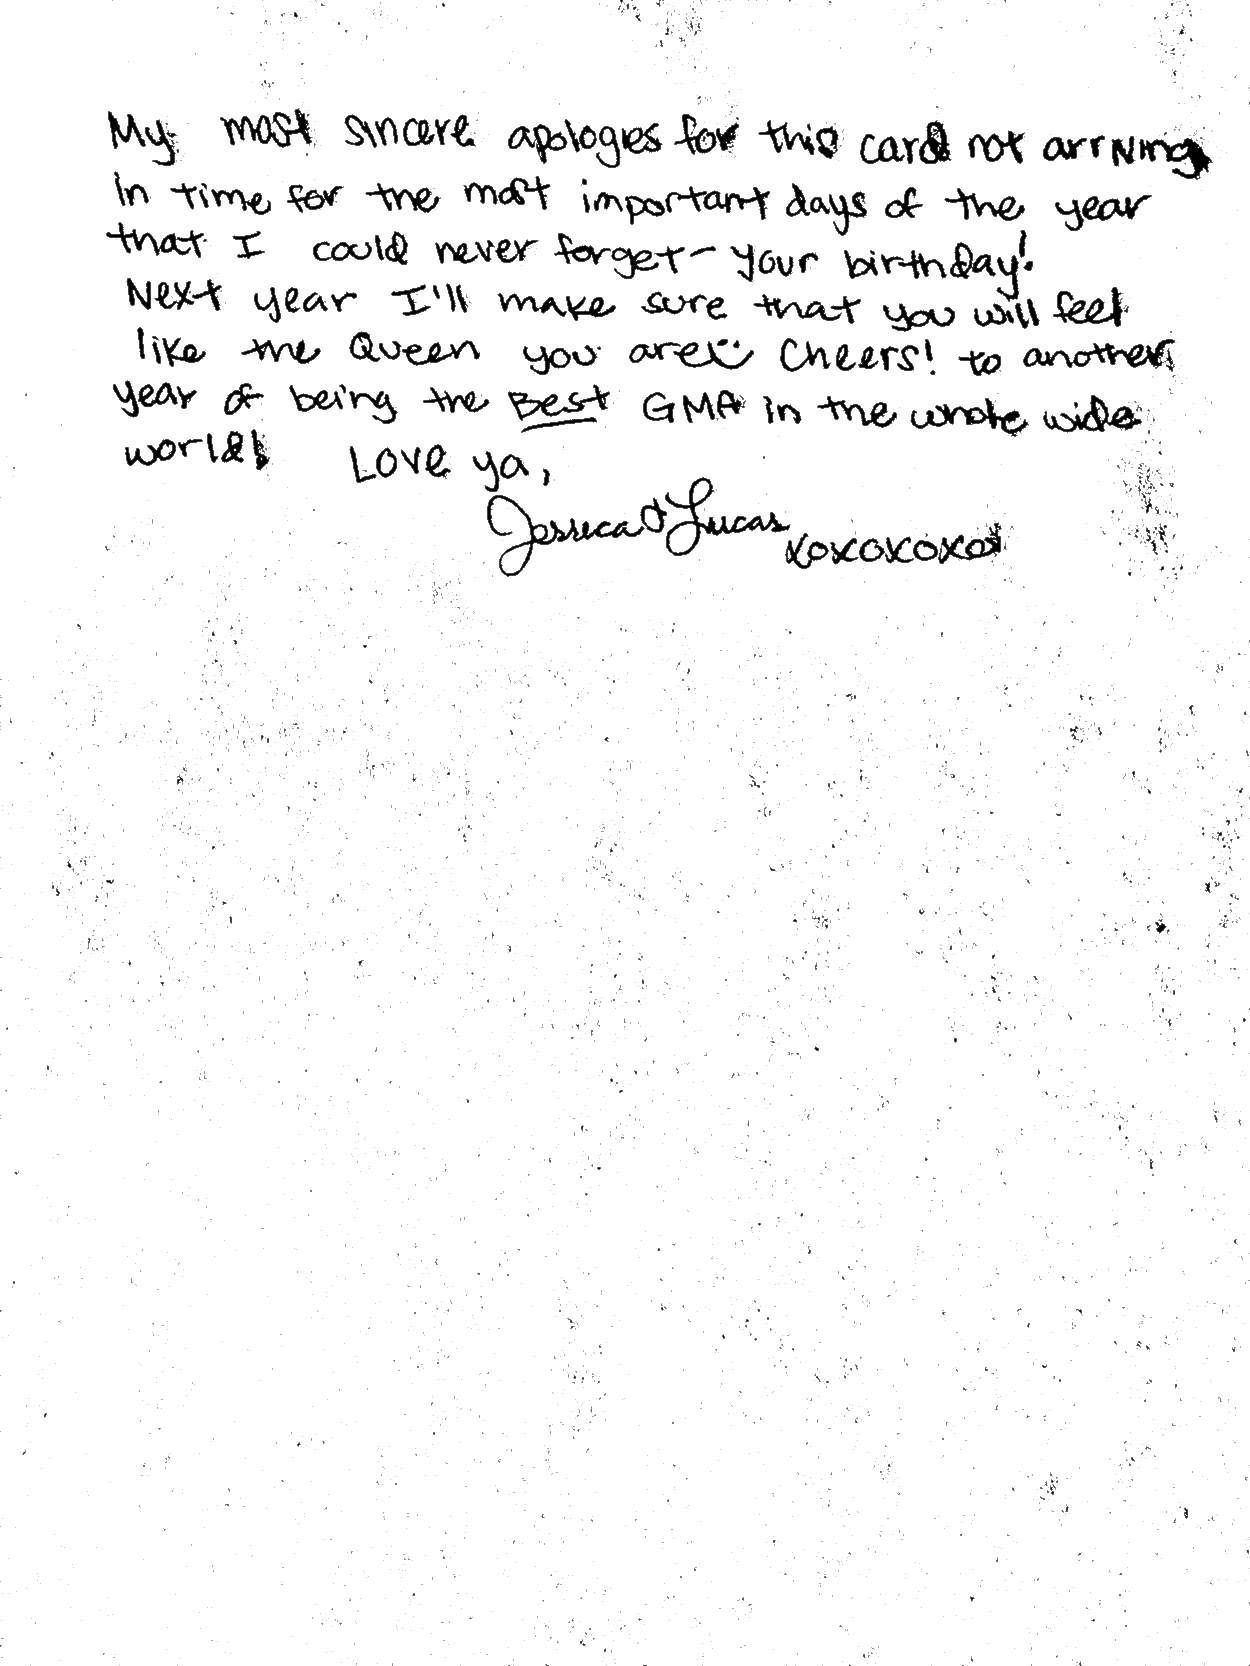 My most sincere apologies for this card not arriving
in time for the most important days of the year
that I could never forget - your birthday!
Next year I'll make sure that you will feel
like the Queen you are :) Cheers! to another
year of being the Best GMA in the whole wide
world! Love ya,
Jessica & Lucas
xoxoxoxo